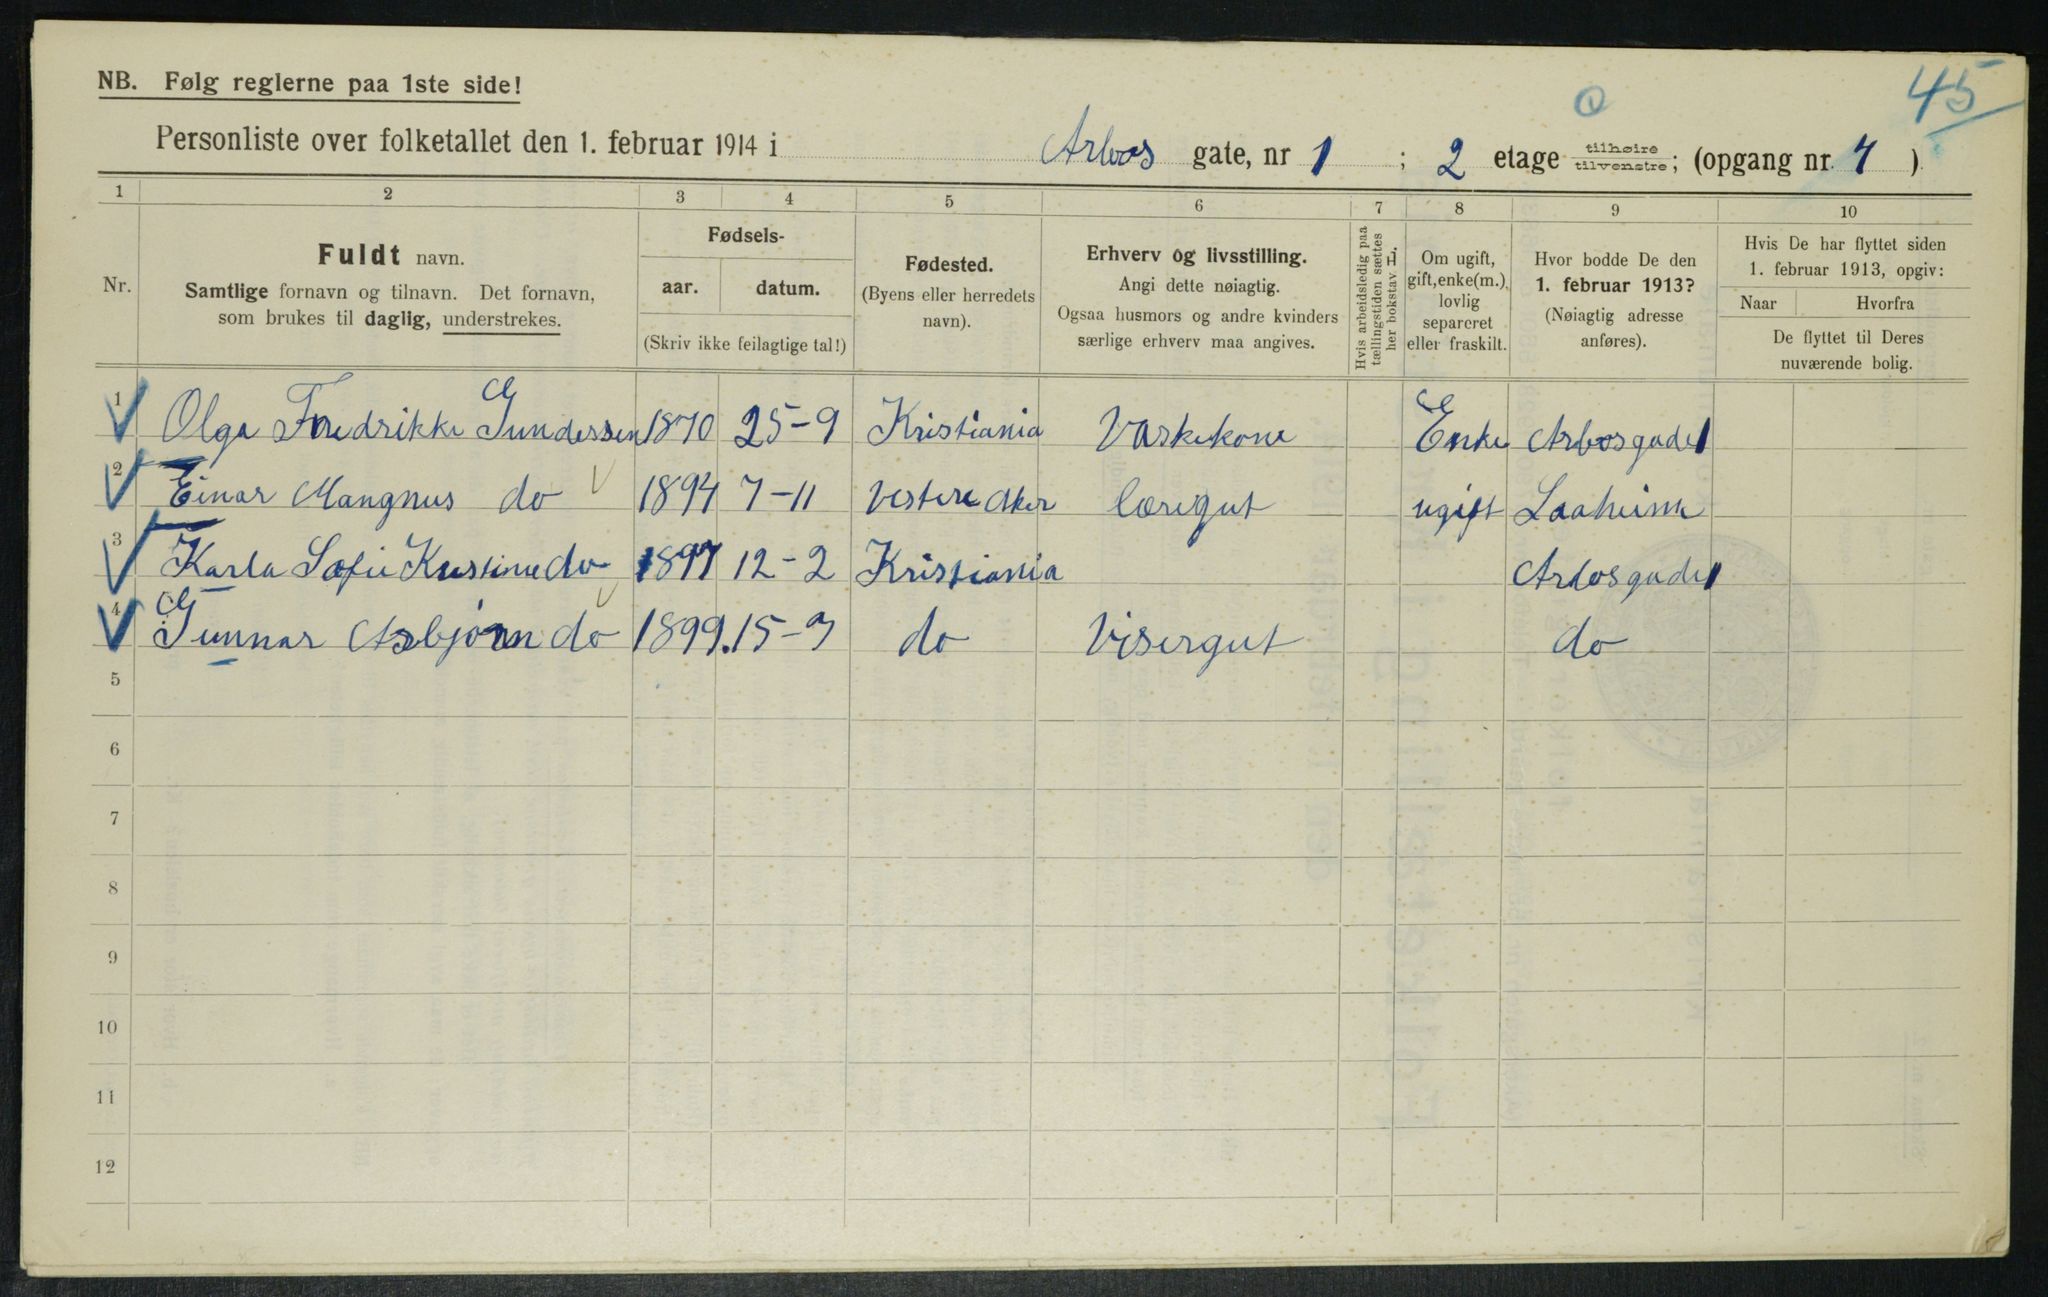 45
NB. Følg reglerne paa 1ste side!
Personliste over folketallet den 1. februar 1914 i Arbos gate, nr 1 ; 2 etage tilhøire tilvenstre; (opgang nr. 4 ).
1 2 3 4 5 6 7 8 9 10
Nr.
Fuldt navn.
Samtlige fornavn og tilnavn. Det fornavn,
som brukes til daglig, understrekes.
Fødsels-
aar. datum.
(Skriv ikke feilagtige tal!)
Fødested.
(Byens eller herredets
navn).
Erhverv og livsstilling.
Angi dette nøiagtig.
Ogsaa husmors og andre kvinders
særlige erhverv maa angives.
Hvis arbeidsledig paa
tællingstiden sættes
her bokstav L.
Om ugift,
gift, enke(m.),
lovlig
separeret
eller fraskilt.
Hvor bodde De den
1. februar 1913?
(Nøiagtig adresse
anføres).
Hvis De har flyttet siden
1. februar 1913, opgiv:
Naar Hvorfra
De flyttet til Deres
nuværende bolig.
1 Olga Fredrikke Gundersen 1870 25-9 Kristiania Vaskekone Enke Arbosgade 1
2 Einar Mangnus do 1894 7-11 Vestre Aker læregut ugift Laaheim
3 Karla Sofie Kristine do 1897 12-2 Kristiania Arbosgade 1
4 Gunnar Asbjørn do 1899. 15-7 do Visergut do
5
6
7
8
9
10
11
12